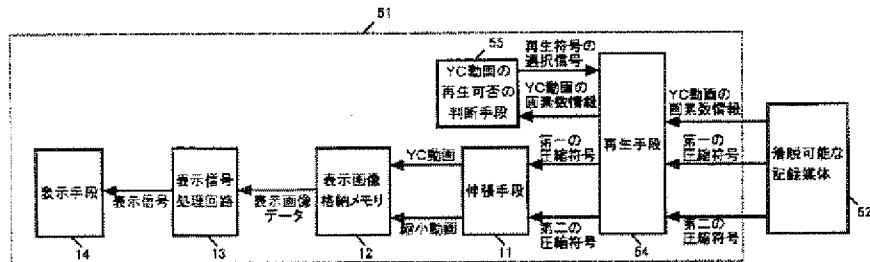 51
55
YC動画の
再生可否の
判断手段
再生符号の
選択信号
YC動画の
画素数情報
再生手段
54
YC動画の
画素数情報
第一の
圧縮符号
第二の
圧縮符号
着脱可能な
記録媒体
52
第一の
圧縮符号
第二の
圧縮符号
伸張手段
11
YC動画
縮小動画
表示画像
格納メモリ
12
表示画像
データ
表示信号
処理回路
13
表示信号
表示手段
14